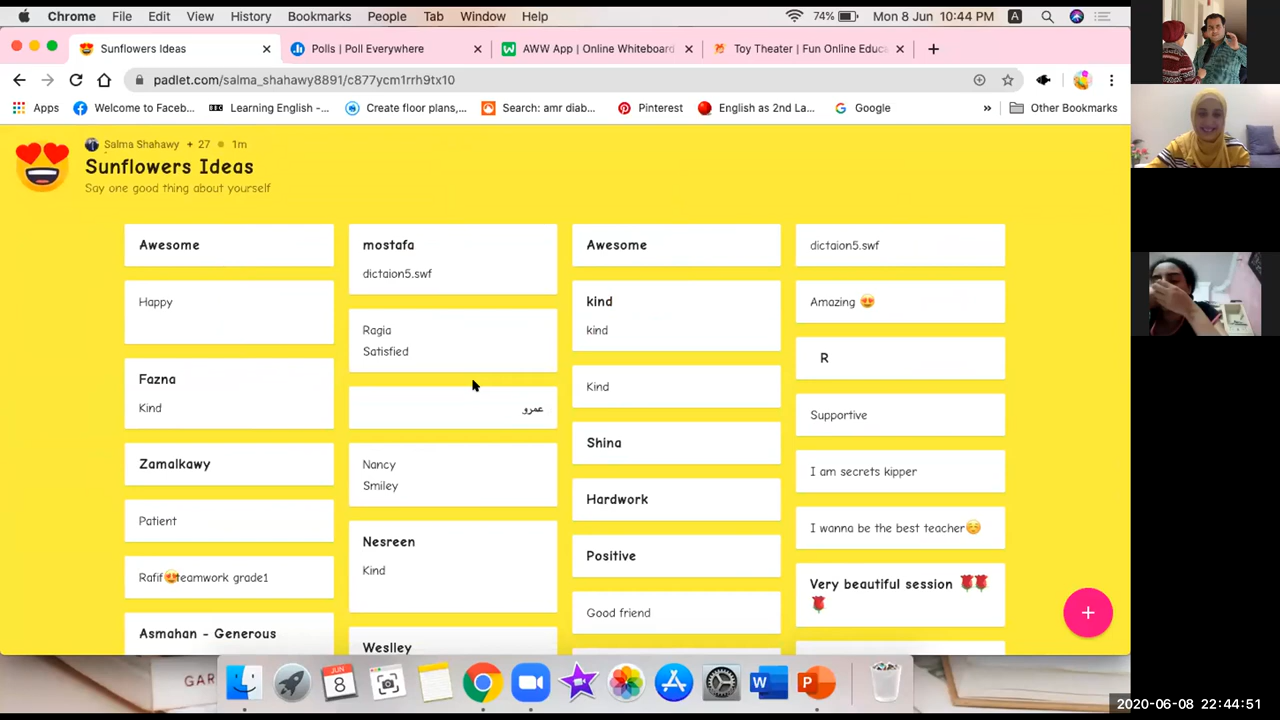 Chrome File Edit View History Bookmarks People Tab Window Help 74% Mon 8 Jun 10:44 PM A
Sunflowers Ideas Polls | Poll Everywhere AWW App | Online Whiteboard Toy Theater | Fun Online Educa
padlet.com/salma_shahawy8891/c877ycm1rrh9tx10
Apps Welcome to Faceb... Learning English -... Create floor plans,... Search: amr diab... Pinterest English as 2nd La... Google » Other Bookmarks
Salma Shahawy + 27 1m
Sunflowers Ideas
Say one good thing about yourself
Awesome
Happy
Fazna
Kind
Zamalkawy
Patient
Rafif😍teamwork grade1
Asmahan - Generous
mostafa
dictaion5.swf
Ragia
Satisfied
عمرو
Nancy
Smiley
Nesreen
Kind
Weslley
Awesome
kind
kind
Kind
Shina
Hardwork
Positive
Good friend
dictaion5.swf
Amazing 😍
R
Supportive
I am secrets kipper
I wanna be the best teacher☺️
Very beautiful session 🌹🌹
🌹
+
GAR
JUN
8
W
P
2020-06-08 22:44:51